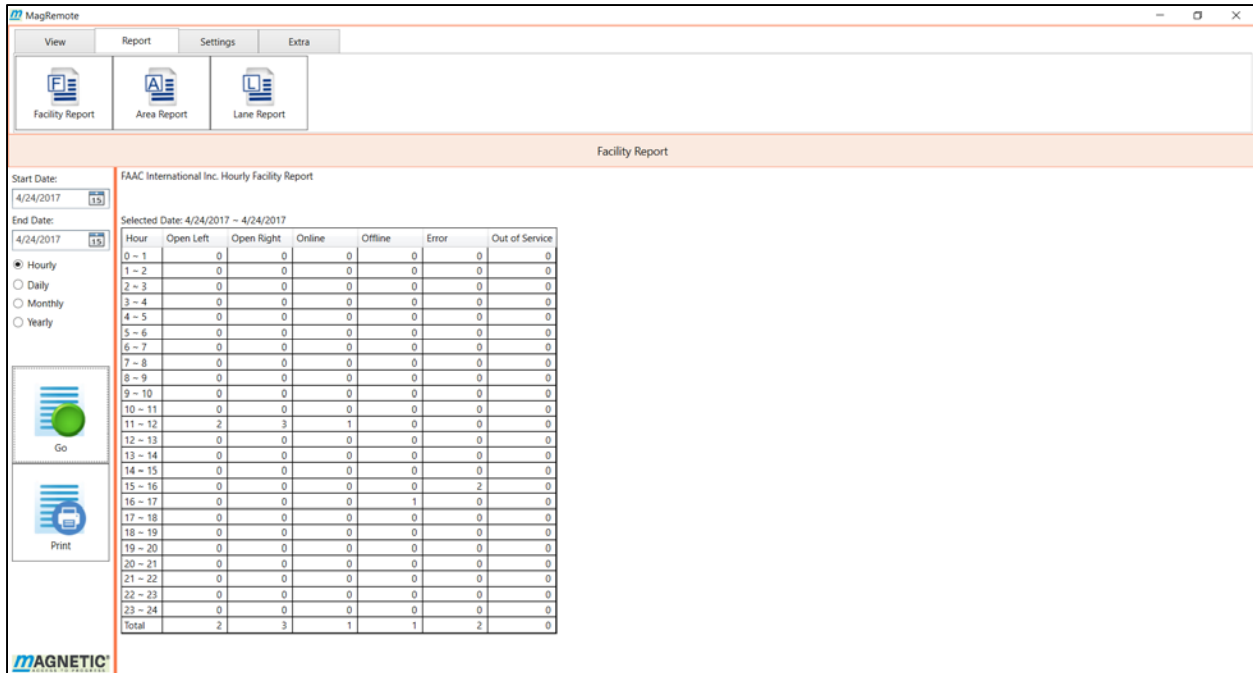 MagRemote
View Report Settings Extra
Facility Report Area Report Lane Report
Facility Report
Start Date:
4/24/2017 15
End Date:
4/24/2017 15
Hourly
Daily
Monthly
Yearly
Go
Print
MAGNETIC
ACCESS TO PROGRESS
FAAC International Inc. Hourly Facility Report
Selected Date: 4/24/2017 ~ 4/24/2017
Hour Open Left Open Right Online Offline Error Out of Service
0 ~ 1 0 0 0 0 0 0
1 ~ 2 0 0 0 0 0 0
2 ~ 3 0 0 0 0 0 0
3 ~ 4 0 0 0 0 0 0
4 ~ 5 0 0 0 0 0 0
5 ~ 6 0 0 0 0 0 0
6 ~ 7 0 0 0 0 0 0
7 ~ 8 0 0 0 0 0 0
8 ~ 9 0 0 0 0 0 0
9 ~ 10 0 0 0 0 0 0
10 ~ 11 0 0 0 0 0 0
11 ~ 12 2 3 1 0 0 0
12 ~ 13 0 0 0 0 0 0
13 ~ 14 0 0 0 0 0 0
14 ~ 15 0 0 0 0 0 0
15 ~ 16 0 0 0 0 2 0
16 ~ 17 0 0 0 1 0 0
17 ~ 18 0 0 0 0 0 0
18 ~ 19 0 0 0 0 0 0
19 ~ 20 0 0 0 0 0 0
20 ~ 21 0 0 0 0 0 0
21 ~ 22 0 0 0 0 0 0
22 ~ 23 0 0 0 0 0 0
23 ~ 24 0 0 0 0 0 0
Total 2 3 1 1 2 0